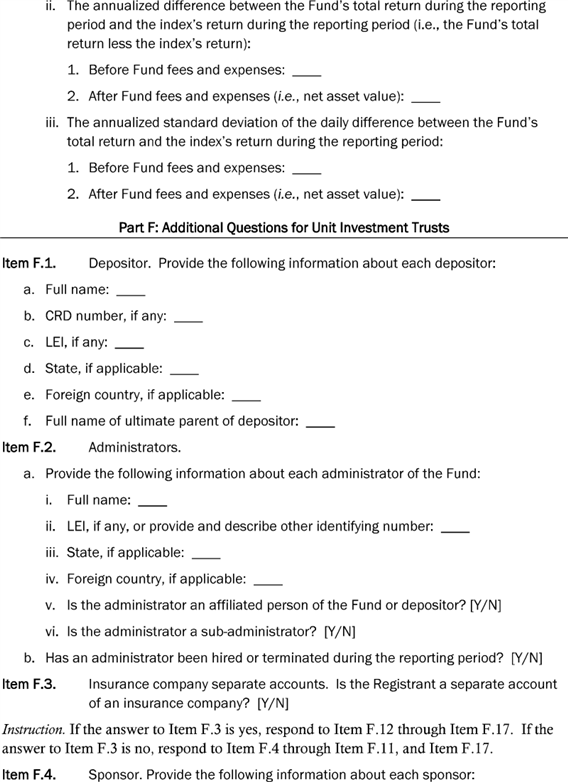 ii. The annualized difference between the Fund's total return during the reporting
period and the index's return during the reporting period (i.e., the Fund's total
return less the index's return):
1. Before Fund fees and expenses: ____
2. After Fund fees and expenses (i.e., net asset value): ____
iii. The annualized standard deviation of the daily difference between the Fund's
total return and the index's return during the reporting period:
1. Before Fund fees and expenses: ____
2. After Fund fees and expenses (i.e., net asset value): ____
Part F: Additional Questions for Unit Investment Trusts
Item F.1. Depositor. Provide the following information about each depositor:
a. Full name: ____
b. CRD number, if any: ____
c. LEI, if any: ____
d. State, if applicable: ____
e. Foreign country, if applicable: ____
f. Full name of ultimate parent of depositor: ____
Item F.2. Administrators.
a. Provide the following information about each administrator of the Fund:
i. Full name: ____
ii. LEI, if any, or provide and describe other identifying number: ____
iii. State, if applicable: ____
iv. Foreign country, if applicable: ____
v. Is the administrator an affiliated person of the Fund or depositor? [Y/N]
vi. Is the administrator a sub-administrator? [Y/N]
b. Has an administrator been hired or terminated during the reporting period? [Y/N]
Item F.3. Insurance company separate accounts. Is the Registrant a separate account
of an insurance company? [Y/N]
Instruction. If the answer to Item F.3 is yes, respond to Item F.12 through Item F.17. If the
answer to Item F.3 is no, respond to Item F.4 through Item F.11, and Item F.17.
Item F.4. Sponsor. Provide the following information about each sponsor: